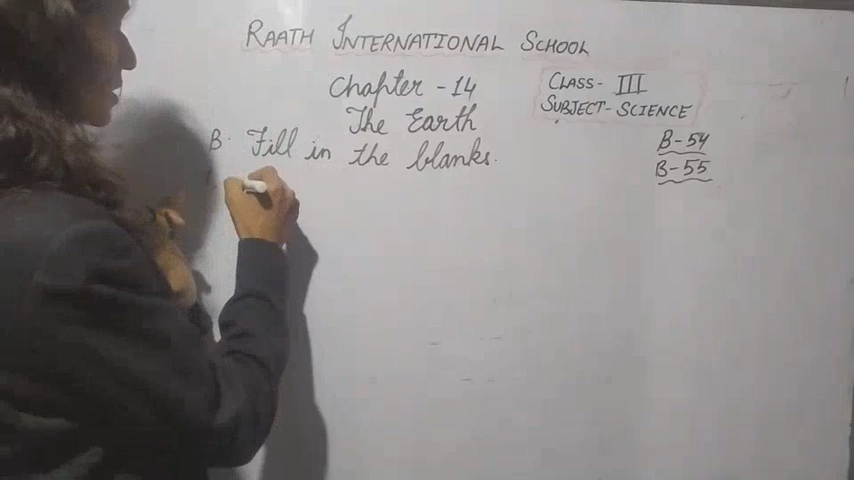 RAATH INTERNATIONAL SCHOOL
Chapter - 14
CLASS - III
SUBJECT - SCIENCE
The Earth
B. Fill in the blanks.
B-54
B-55